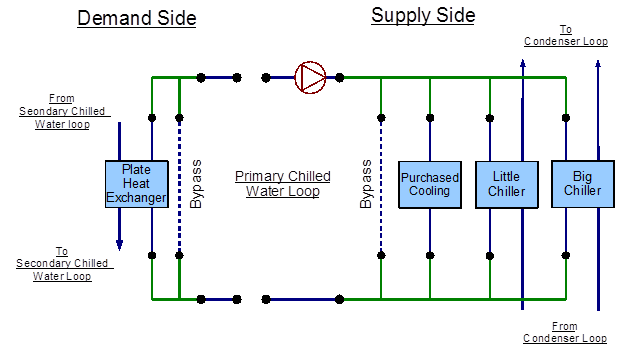 Demand Side
Supply Side
To
Condenser Loop
From
Seondary Chilled
Water loop
Plate
Heat
Exchanger
Bypass
Primary Chilled
Water Loop
Bypass
Purchased
Cooling
Little
Chiller
Big
Chiller
To
Secondary Chilled
Water Loop
From
Condenser Loop